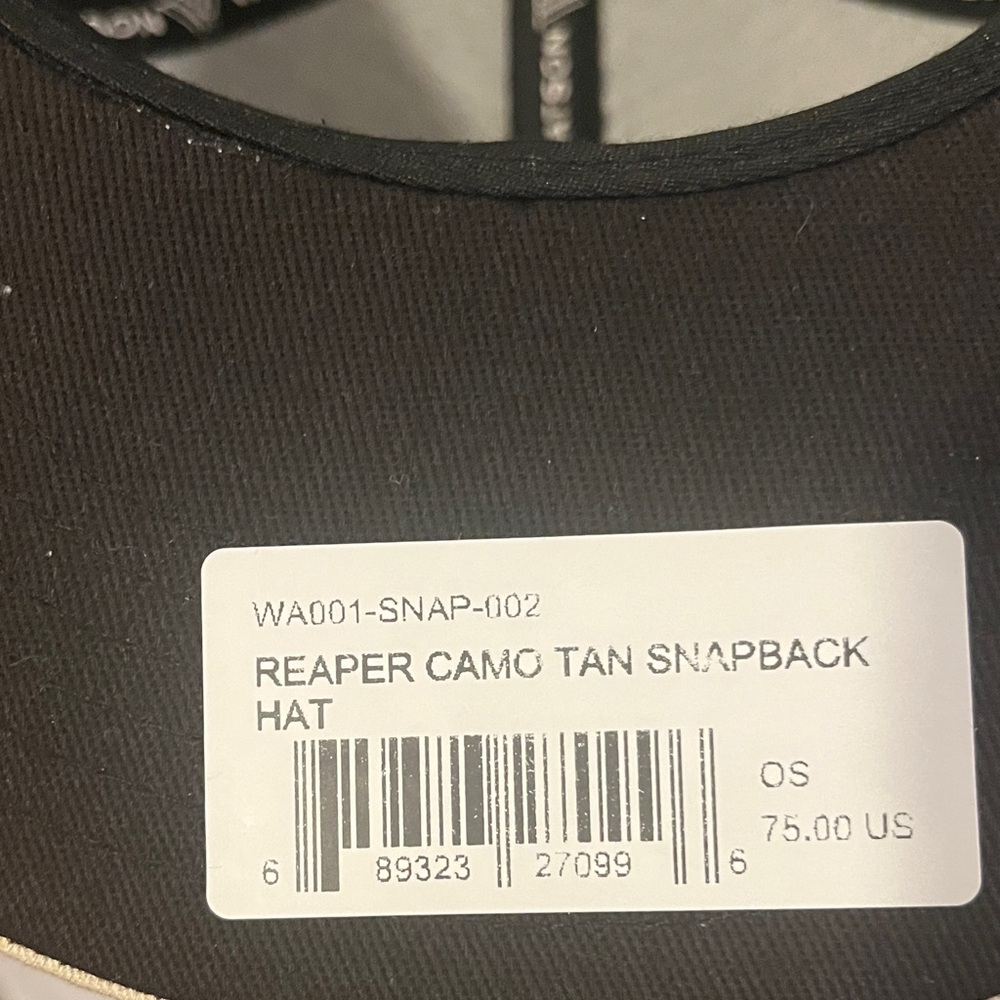 WA001-SNAP-002
REAPER CAMO TAN SNAPBACK
HAT
OS
75.00 US
6 89323 27099 6